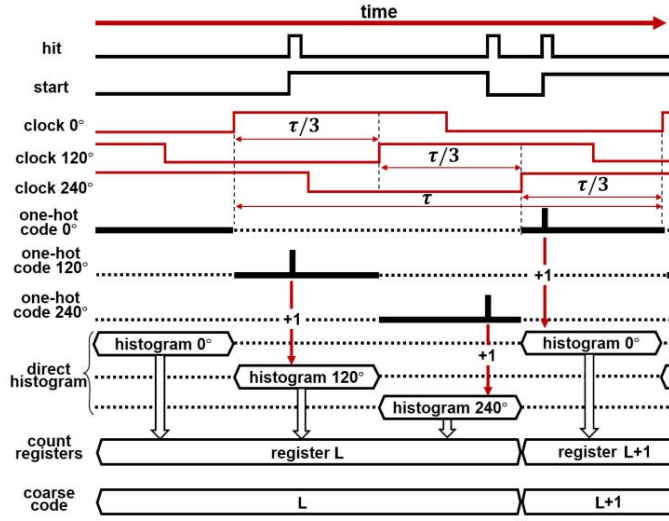 time
hit
start
clock 0°
τ/3
clock 120°
τ/3
clock 240°
τ/3
τ
one-hot
code 0°
one-hot
code 120°
+1
one-hot
code 240°
+1
+1
histogram 0°
histogram 0°
direct
histogram
histogram 120°
histogram 240°
count
registers
register L
register L+1
coarse
code
L
L+1